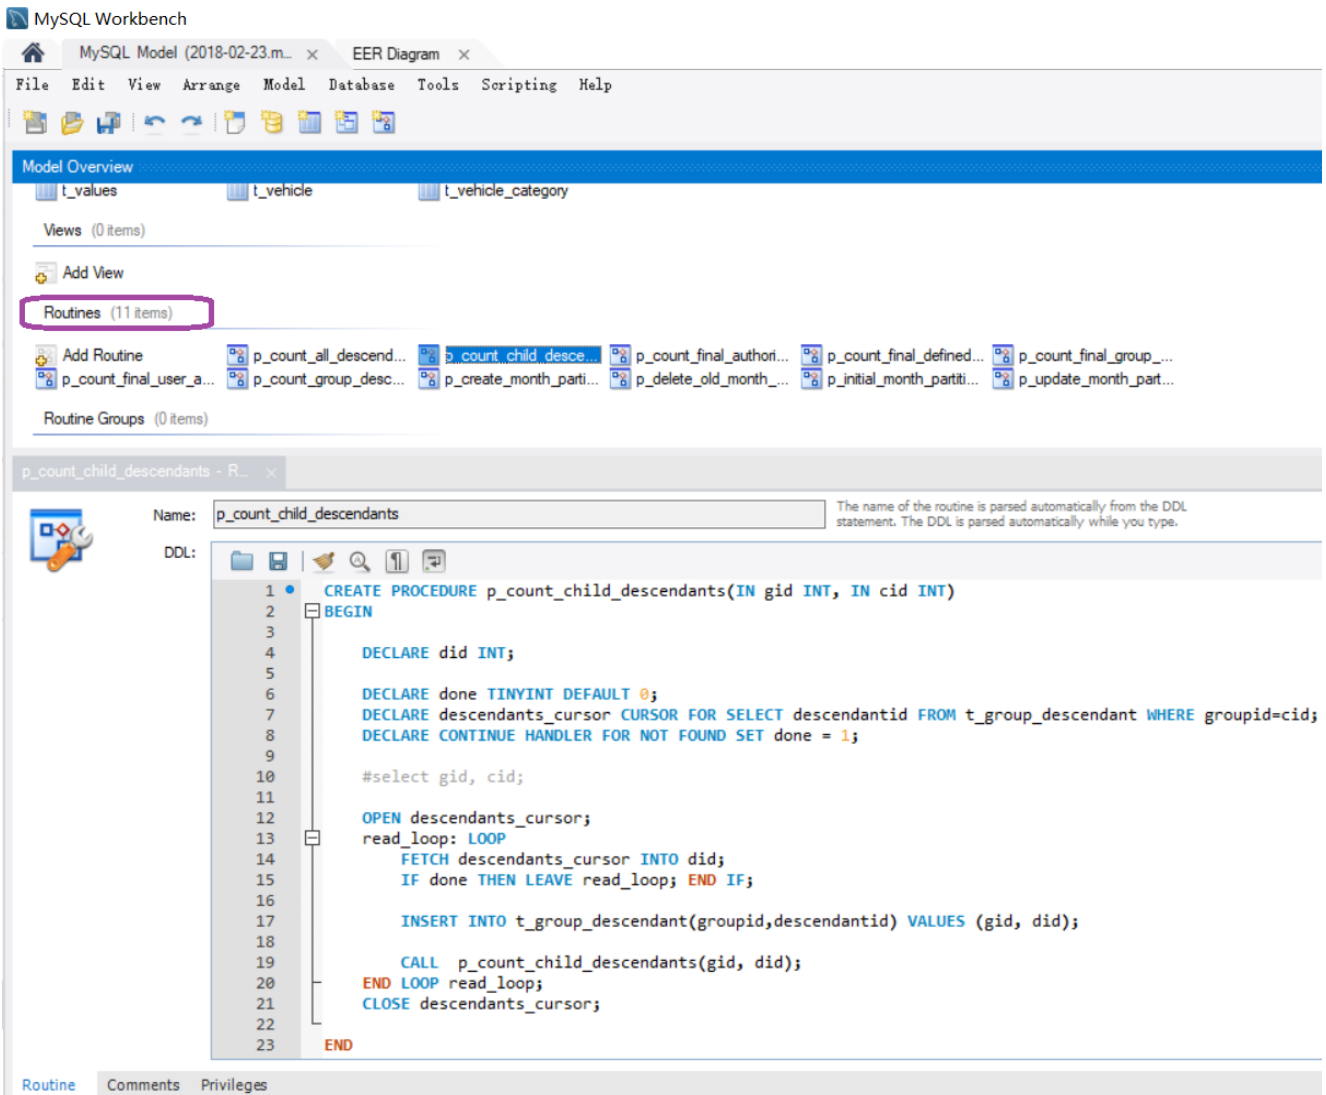 MySQL Workbench
MySQL Model (2018-02-23.m...
EER Diagram
File Edit View Arrange Model Database Tools Scripting Help
Model Overview
t_values t_vehicle t_vehicle_category
Views (0 items)
Add View
Routines (11 items)
Add Routine p_count_all_descend... p_count_child_desce... p_count_final_authori... p_count_final_defined... p_count_final_group_...
p_count_final_user_a... p_count_group_desc... p_create_month_parti... p_delete_old_month_... p_initial_month_partiti... p_update_month_part...
Routine Groups (0 items)
p_count_child_descendants - R...
Name: p_count_child_descendants
The name of the routine is parsed automatically from the DDL
statement. The DDL is parsed automatically while you type.
DDL:
1 CREATE PROCEDURE p_count_child_descendants(IN gid INT, IN cid INT)
2 BEGIN
3
4 DECLARE did INT;
5
6 DECLARE done TINYINT DEFAULT 0;
7 DECLARE descendants_cursor CURSOR FOR SELECT descendantid FROM t_group_descendant WHERE groupid=cid;
8 DECLARE CONTINUE HANDLER FOR NOT FOUND SET done = 1;
9
10 #select gid, cid;
11
12 OPEN descendants_cursor;
13 read_loop: LOOP
14 FETCH descendants_cursor INTO did;
15 IF done THEN LEAVE read_loop; END IF;
16
17 INSERT INTO t_group_descendant(groupid,descendantid) VALUES (gid, did);
18
19 CALL  p_count_child_descendants(gid, did);
20 END LOOP read_loop;
21 CLOSE descendants_cursor;
22
23 END
Routine Comments Privileges